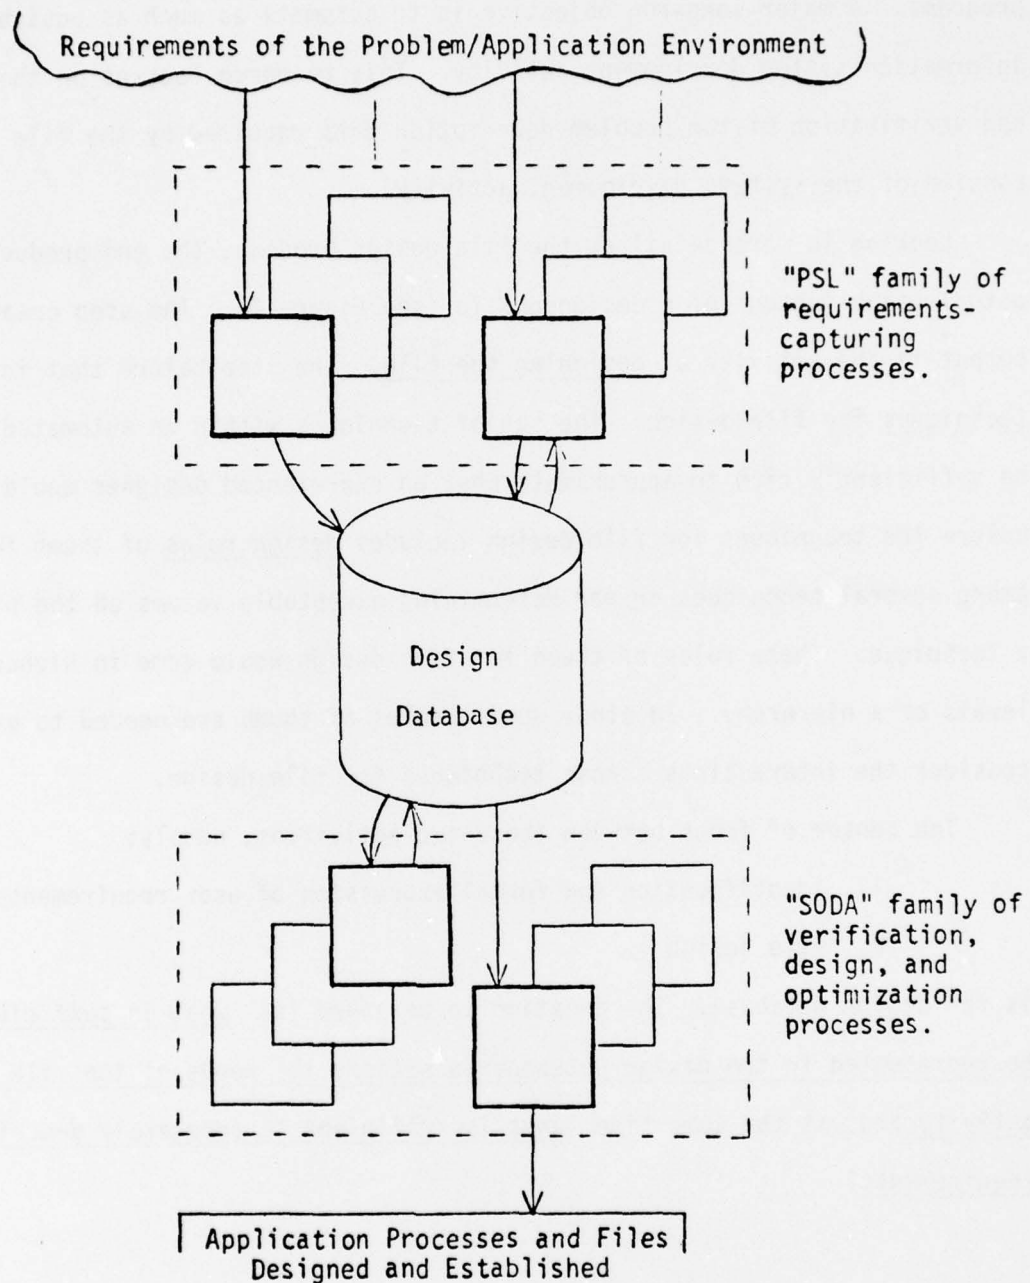 Requirements of the Problem/Application Environment
"PSL" family of
requirements-
capturing
processes.
Design
Database
"SODA" family of
verification,
design, and
optimization
processes.
Application Processes and Files
Designed and Established